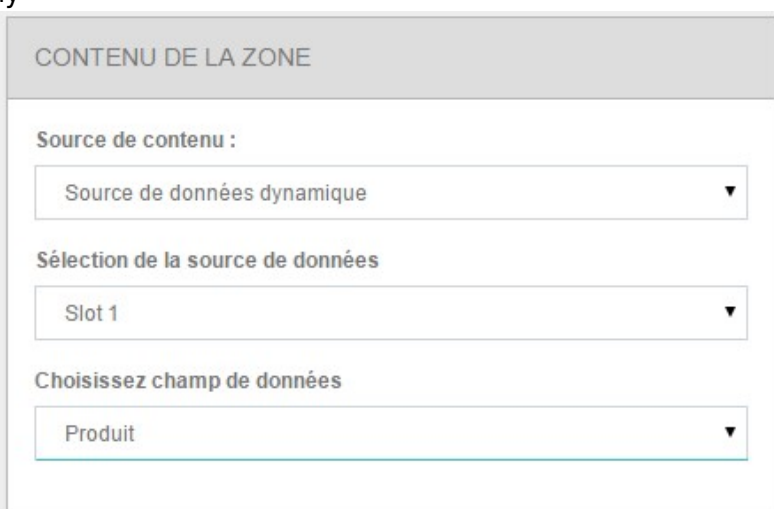 CONTENU DE LA ZONE
Source de contenu :
Source de données dynamique
Sélection de la source de données
Slot 1
Choisissez champ de données
Produit